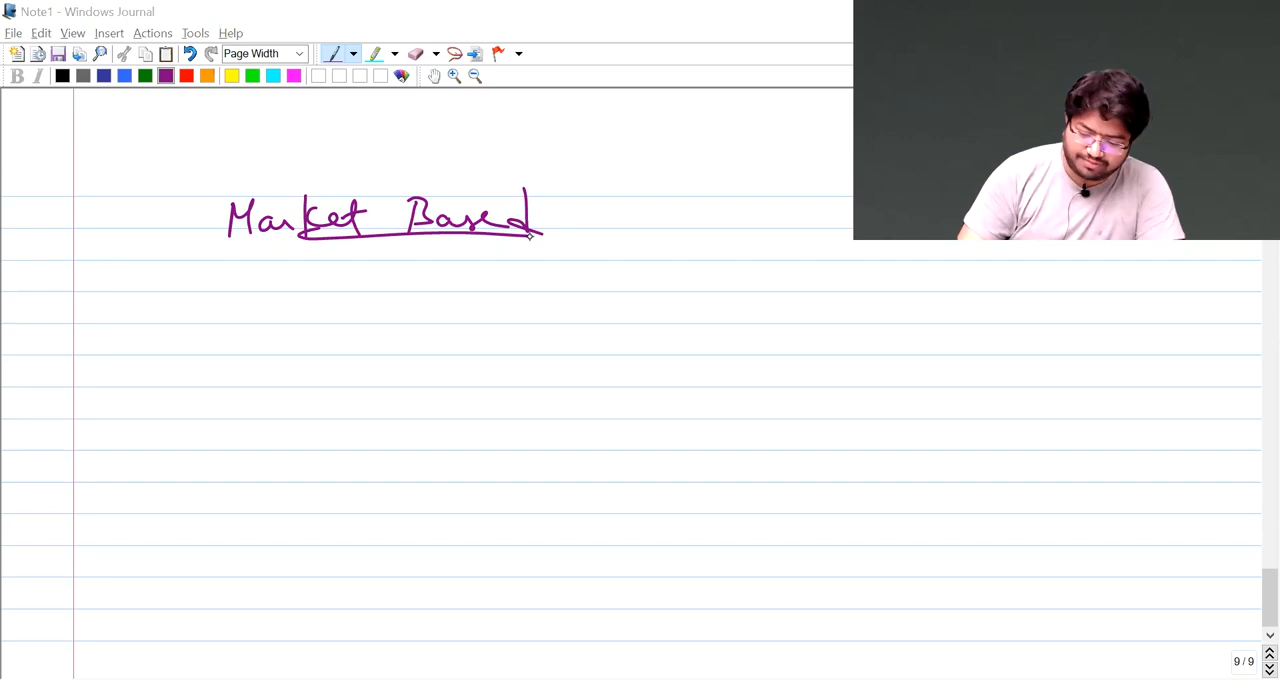 Note1 - Windows Journal
File Edit View Insert Actions Tools Help
Page Width
B I
Market Based
9 / 9